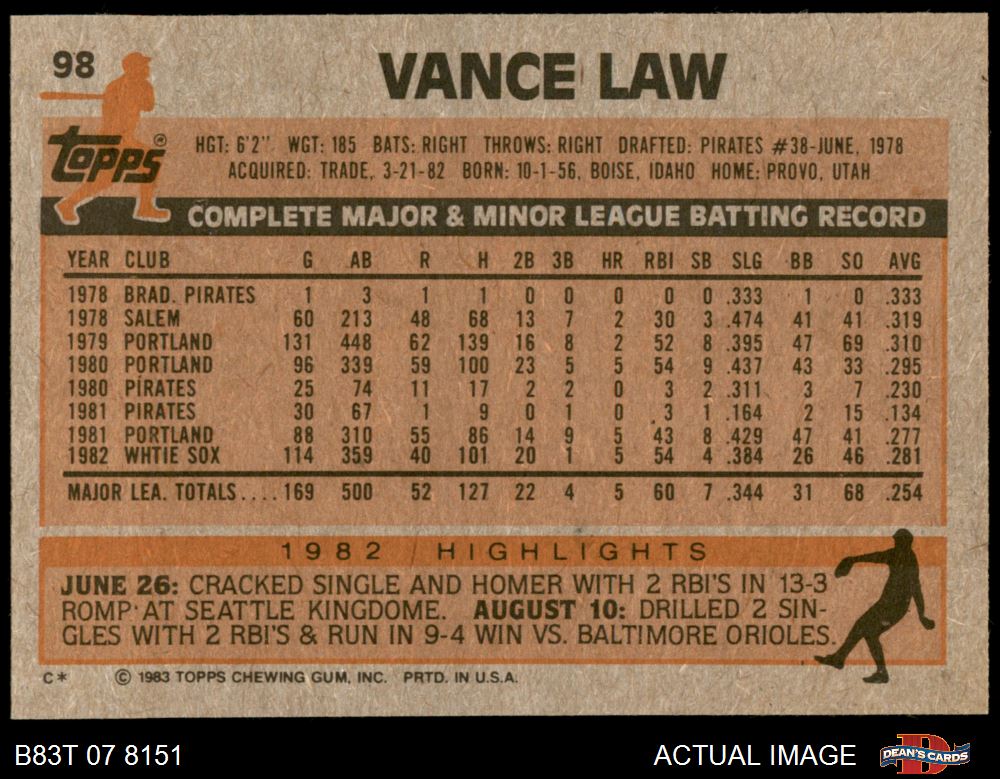 98
VANCE LAW
topps®
HGT: 6'2" WGT: 185 BATS: RIGHT THROWS: RIGHT DRAFTED: PIRATES #38-JUNE, 1978
ACQUIRED: TRADE, 3-21-82 BORN: 10-1-56, BOISE, IDAHO HOME: PROVO, UTAH
COMPLETE MAJOR & MINOR LEAGUE BATTING RECORD
YEAR CLUB G AB R H 2B 3B HR RBI SB SLG BB SO AVG
1978 BRAD. PIRATES 1 3 1 1 0 0 0 0 0 .333 1 0 .333
1978 SALEM 60 213 48 68 13 7 2 30 3 .474 41 41 .319
1979 PORTLAND 131 448 62 139 16 8 2 52 8 .395 47 69 .310
1980 PORTLAND 96 339 59 100 23 5 5 54 9 .437 43 33 .295
1980 PIRATES 25 74 11 17 2 2 0 3 2 .311 3 7 .230
1981 PIRATES 30 67 1 9 0 1 0 3 1 .164 2 15 .134
1981 PORTLAND 88 310 55 86 14 9 5 43 8 .429 47 41 .277
1982 WHTIE SOX 114 359 40 101 20 1 5 54 4 .384 26 46 .281
MAJOR LEA. TOTALS.... 169 500 52 127 22 4 5 60 7 .344 31 68 .254
1982 HIGHLIGHTS
JUNE 26: CRACKED SINGLE AND HOMER WITH 2 RBI'S IN 13-3
ROMP AT SEATTLE KINGDOME. AUGUST 10: DRILLED 2 SIN-
GLES WITH 2 RBI'S & RUN IN 9-4 WIN VS. BALTIMORE ORIOLES.
C* © 1983 TOPPS CHEWING GUM, INC. PRTD. IN U.S.A.
B83T 07 8151 ACTUAL IMAGE DEAN'S CARDS